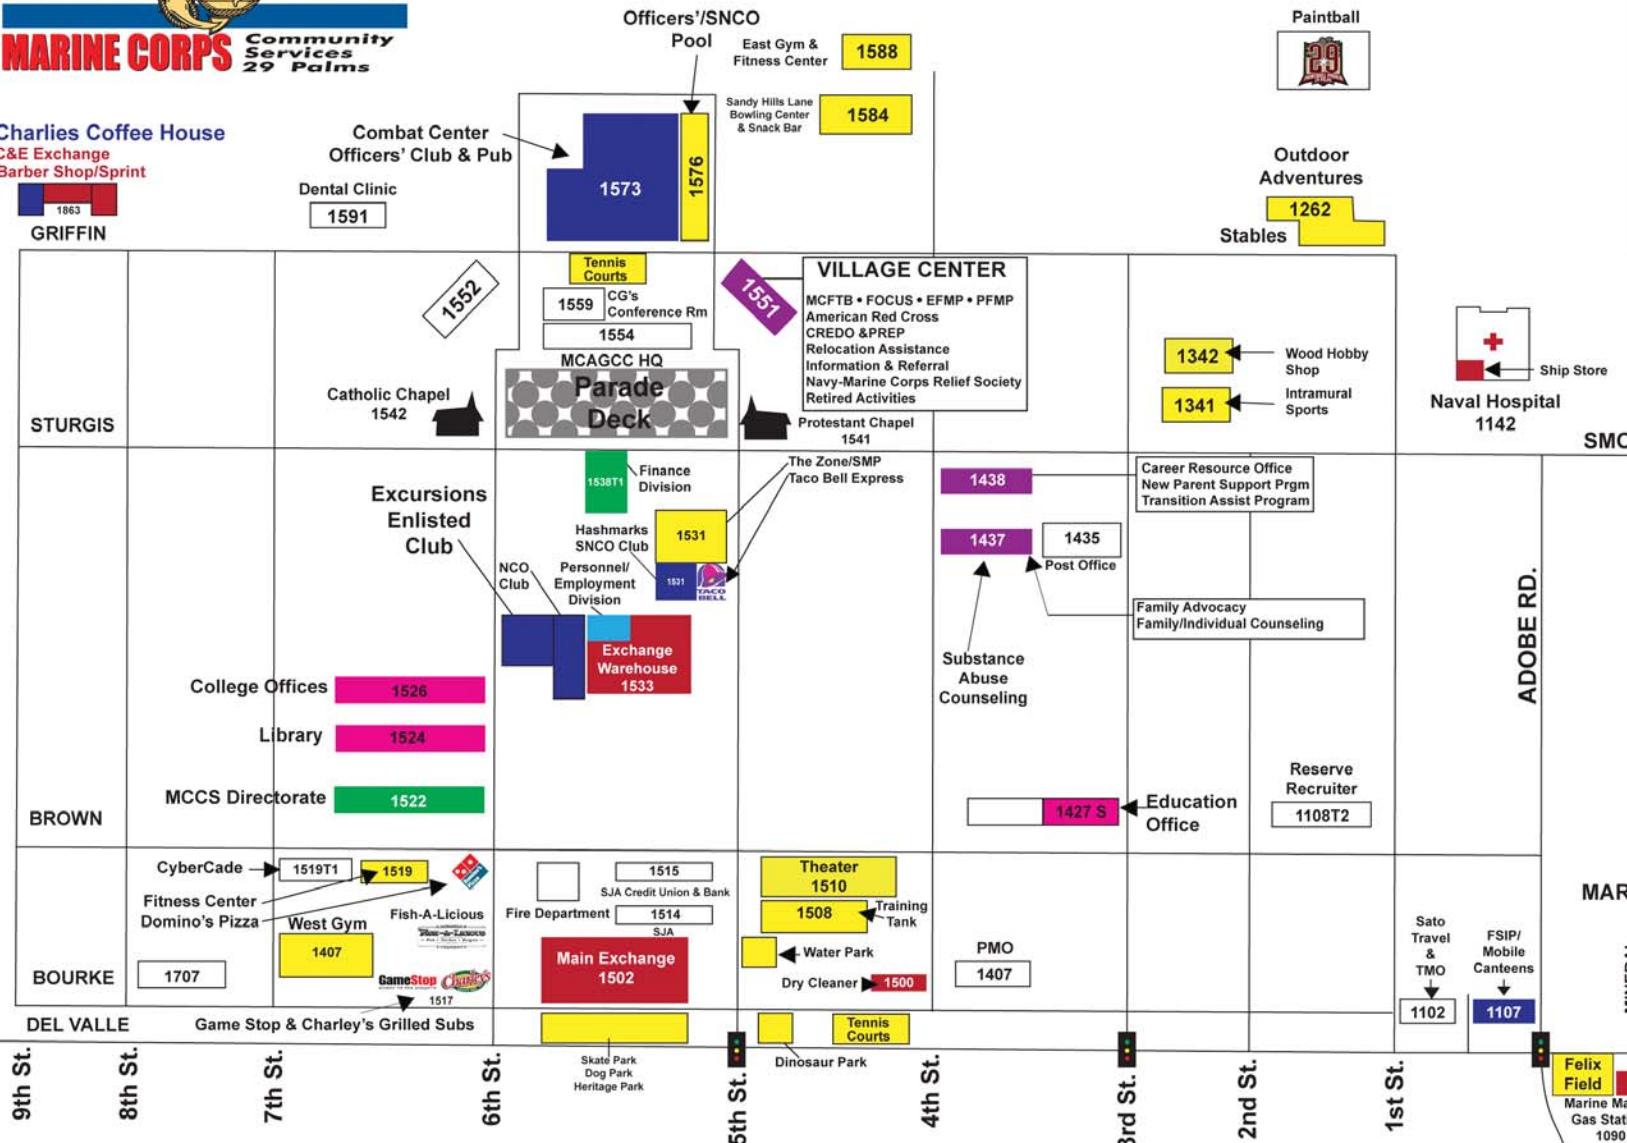 MARINE CORPS
Community
Services
29 Palms
Officers'/SNCO
Pool
East Gym &
Fitness Center
1588
Sandy Hills Lane
Bowling Center
& Snack Bar
1584
Paintball
29
Charlies Coffee House
C&E Exchange
Barber Shop/Sprint
1863
GRIFFIN
Dental Clinic
1591
Combat Center
Officers' Club & Pub
1573
1576
Outdoor
Adventures
1262
Stables
1552
Tennis
Courts
1559
CG's
Conference Rm
1554
MCAGCC HQ
Parade
Deck
1551
VILLAGE CENTER
MCFTB • FOCUS • EFMP • PFMP
American Red Cross
CREDO &PREP
Relocation Assistance
Information & Referral
Navy-Marine Corps Relief Society
Retired Activities
1342
Wood Hobby
Shop
1341
Intramural
Sports
Ship Store
Naval Hospital
1142
Catholic Chapel
1542
Protestant Chapel
1541
STURGIS
SMO
1538T1
Finance
Division
The Zone/SMP
Taco Bell Express
1438
Career Resource Office
New Parent Support Prgm
Transition Assist Program
Excursions
Enlisted
Club
Hashmarks
SNCO Club
1531
1531
TACO
BELL
NCO
Club
Personnel/
Employment
Division
1437
1435
Post Office
Family Advocacy
Family/Individual Counseling
Substance
Abuse
Counseling
Exchange
Warehouse
1533
ADOBE RD.
College Offices
1526
Library
1524
MCCS Directorate
1522
1427 S
Education
Office
Reserve
Recruiter
1108T2
BROWN
CyberCade
1519T1
1519
Fitness Center
Domino's Pizza
West Gym
1407
Fish-A-Licious
Fish-A-Licious
GameStop
Charleys
1517
Game Stop & Charley's Grilled Subs
1707
BOURKE
DEL VALLE
Fire Department
1515
SJA Credit Union & Bank
1514
SJA
Main Exchange
1502
Theater
1510
1508
Training
Tank
Water Park
Dry Cleaner
1500
PMO
1407
Sato
Travel
&
TMO
1102
FSIP/
Mobile
Canteens
1107
MAR
Skate Park
Dog Park
Heritage Park
Dinosaur Park
Tennis
Courts
9th St.
8th St.
7th St.
6th St.
5th St.
4th St.
3rd St.
2nd St.
1st St.
Felix
Field
Marine Ma
Gas Stat
1090